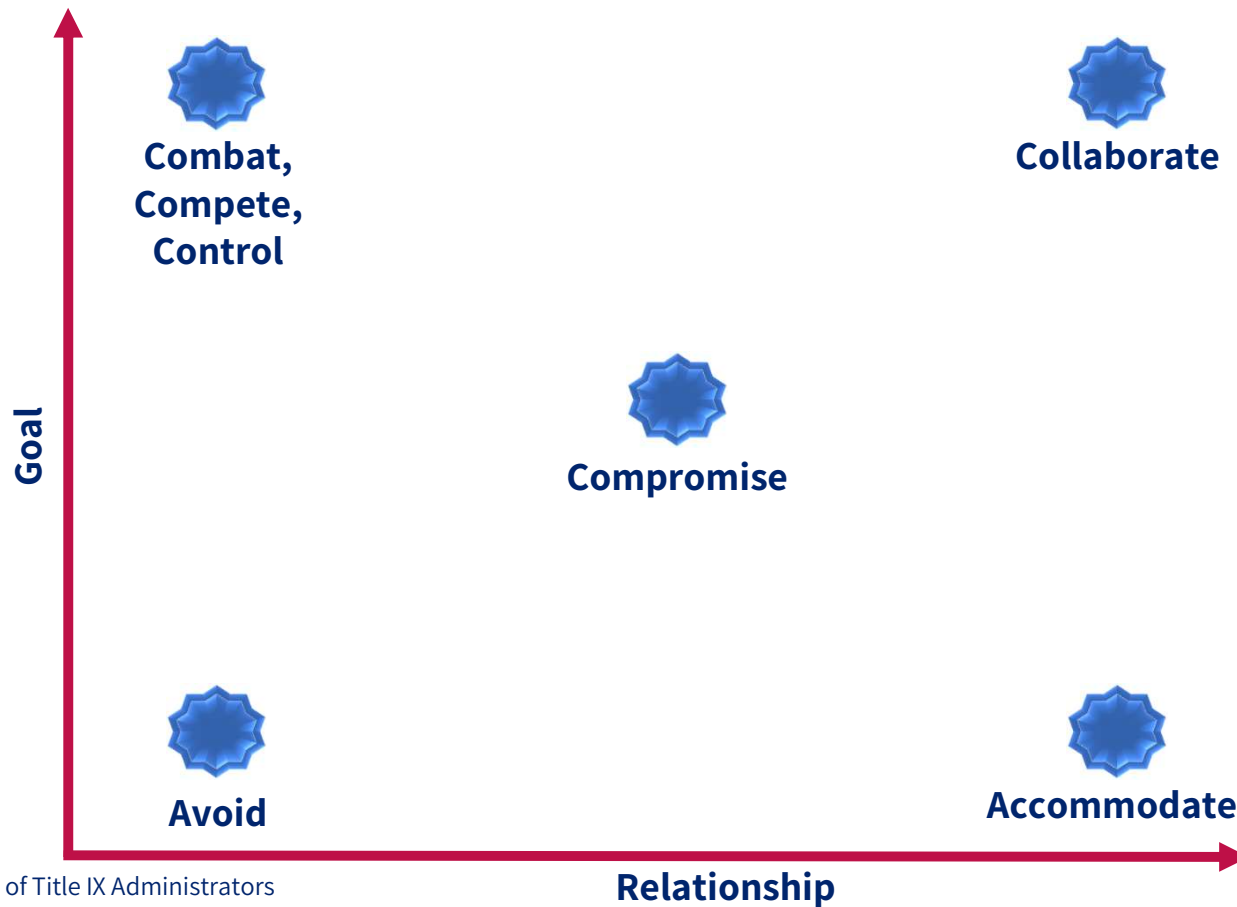 Combat,
Compete,
Control
Collaborate
Goal
Compromise
Avoid
Accommodate
of Title IX Administrators
Relationship